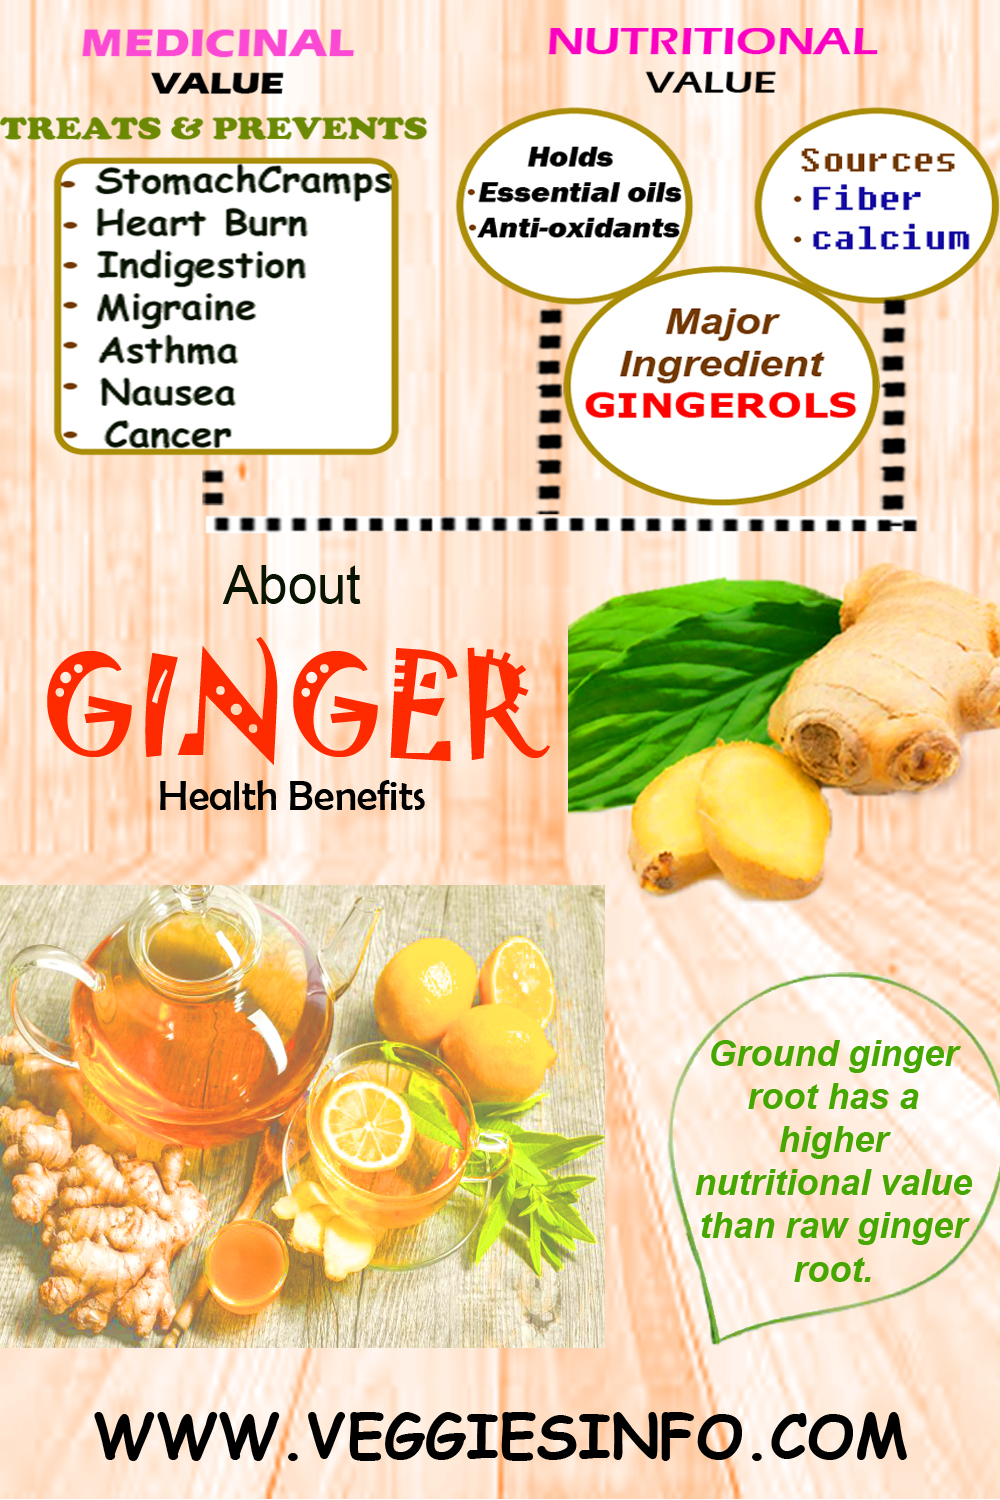 MEDICINAL
VALUE
TREATS & PREVENTS
StomachCramps
Heart Burn
Indigestion
Migraine
Asthma
Nausea
Cancer
NUTRITIONAL
VALUE
Holds
Essential oils
Anti-oxidants
Sources
Fiber
calcium
Major
Ingredient
GINGEROLS
About
GINGER
Health Benefits
Ground ginger
root has a
higher
nutritional value
than raw ginger
root.
WWW.VEGGIESINFO.COM